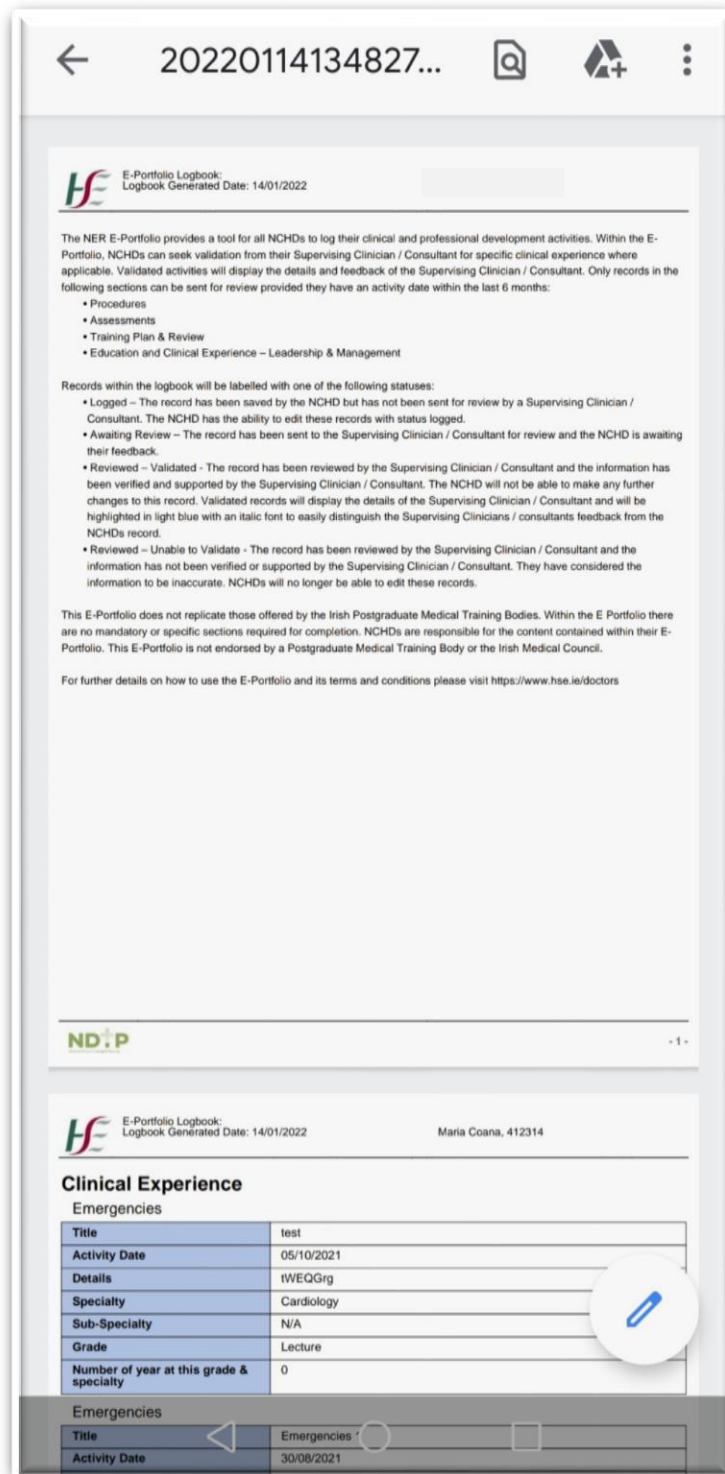 20220114134827...
E-Portfolio Logbook:
Logbook Generated Date: 14/01/2022
The NER E-Portfolio provides a tool for all NCHDs to log their clinical and professional development activities. Within the E-
Portfolio, NCHDs can seek validation from their Supervising Clinician / Consultant for specific clinical experience where
applicable. Validated activities will display the details and feedback of the Supervising Clinician / Consultant. Only records in the
following sections can be sent for review provided they have an activity date within the last 6 months:
• Procedures
• Assessments
• Training Plan & Review
• Education and Clinical Experience – Leadership & Management
Records within the logbook will be labelled with one of the following statuses:
• Logged – The record has been saved by the NCHD but has not been sent for review by a Supervising Clinician /
Consultant. The NCHD has the ability to edit these records with status logged.
• Awaiting Review – The record has been sent to the Supervising Clinician / Consultant for review and the NCHD is awaiting
their feedback.
• Reviewed – Validated - The record has been reviewed by the Supervising Clinician / Consultant and the information has
been verified and supported by the Supervising Clinician / Consultant. The NCHD will not be able to make any further
changes to this record. Validated records will display the details of the Supervising Clinician / Consultant and will be
highlighted in light blue with an italic font to easily distinguish the Supervising Clinicians / consultants feedback from the
NCHDs record.
• Reviewed – Unable to Validate - The record has been reviewed by the Supervising Clinician / Consultant and the
information has not been verified or supported by the Supervising Clinician / Consultant. They have considered the
information to be inaccurate. NCHDs will no longer be able to edit these records.
This E-Portfolio does not replicate those offered by the Irish Postgraduate Medical Training Bodies. Within the E Portfolio there
are no mandatory or specific sections required for completion. NCHDs are responsible for the content contained within their E-
Portfolio. This E-Portfolio is not endorsed by a Postgraduate Medical Training Body or the Irish Medical Council.
For further details on how to use the E-Portfolio and its terms and conditions please visit https://www.hse.ie/doctors
NDTP
- 1 -
E-Portfolio Logbook:
Logbook Generated Date: 14/01/2022
Maria Coana, 412314
Clinical Experience
Emergencies
Title test
Activity Date 05/10/2021
Details tWEQGrg
Specialty Cardiology
Sub-Specialty N/A
Grade Lecture
Number of year at this grade & 0
specialty
Emergencies
Title Emergencies
Activity Date 30/08/2021